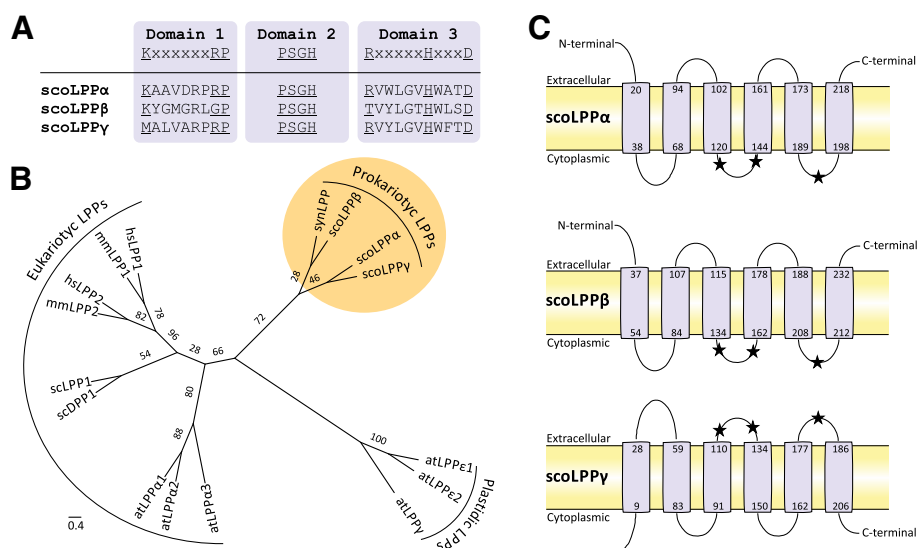 A
Domain 1 Domain 2 Domain 3
KxxxxxxRP PSGH RxxxxxHxxxD
scoLPPα KAAVDRPRP PSGH RVWLGVHWATD
scoLPPβ KYGMGRLGP PSGH TVYLGTHWLSD
scoLPPγ MALVARPRP PSGH RVYLGVHWFTD
B
Eukariotyc LPPs
Prokariotyc LPPs
synLPP
scoLPPβ
scoLPPα
scoLPPγ
28
46
72
hsLPP1
mmLPP1
hsLPP2
mmLPP2
78
82
96
54
28
66
scLPP1
scDPP1
80
88
atLPPα1
atLPPα2
atLPPα3
100
atLPPε1
atLPPε2
atLPPγ
Plastidic LPPs
0.4
C
N-terminal
C-terminal
Extracellular
20 94 102 161 173 218
scoLPPα
38 68 120 144 189 198
Cytoplasmic
N-terminal
C-terminal
Extracellular
37 107 115 178 188 232
scoLPPβ
54 84 134 162 208 212
Cytoplasmic
Extracellular
28 59 110 134 177 186
scoLPPγ
9 83 91 150 162 206
Cytoplasmic
C-terminal